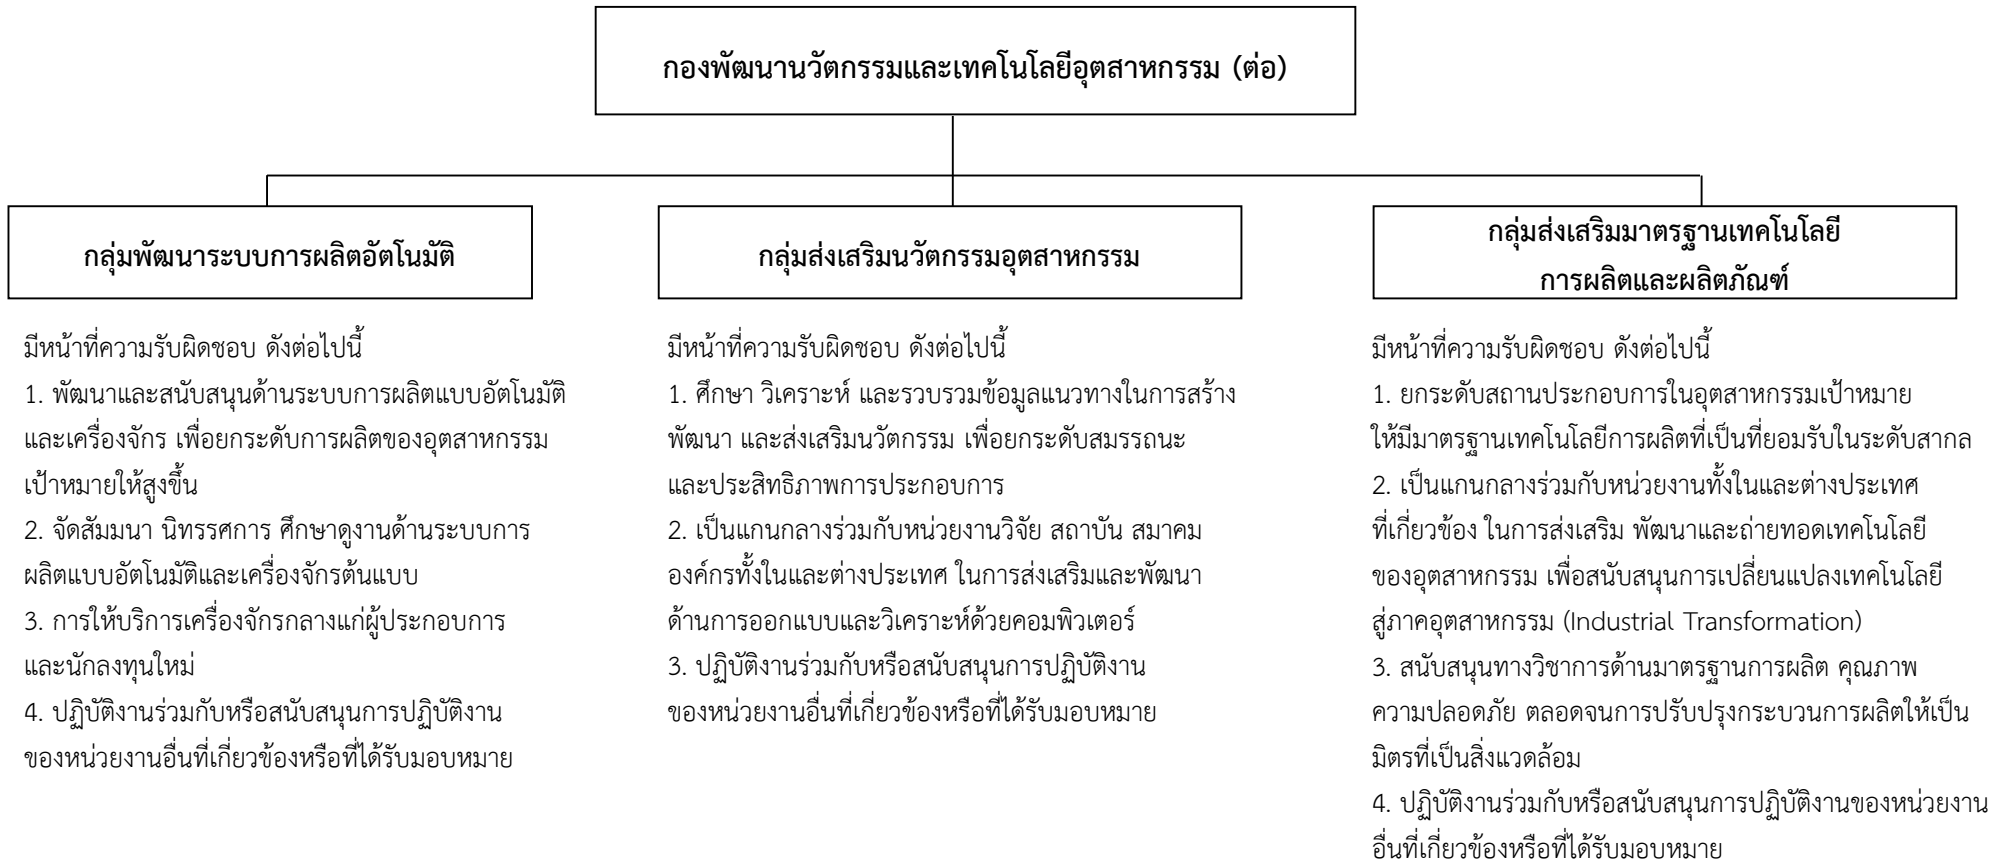 กองพัฒนานวัตกรรมและเทคโนโลยีอุตสาหกรรม (ต่อ)
กลุ่มพัฒนาระบบการผลิตอัตโนมัติ
มีหน้าที่ความรับผิดชอบ ดังต่อไปนี้
1. พัฒนาและสนับสนุนด้านระบบการผลิตแบบอัตโนมัติ
และเครื่องจักร เพื่อยกระดับการผลิตของอุตสาหกรรม
เป้าหมายให้สูงขึ้น
2. จัดสัมมนา นิทรรศการ ศึกษาดูงานด้านระบบการ
ผลิตแบบอัตโนมัติและเครื่องจักรต้นแบบ
3. การให้บริการเครื่องจักรกลางแก่ผู้ประกอบการ
และนักลงทุนใหม่
4. ปฏิบัติงานร่วมกับหรือสนับสนุนการปฏิบัติงาน
ของหน่วยงานอื่นที่เกี่ยวข้องหรือที่ได้รับมอบหมาย
กลุ่มส่งเสริมนวัตกรรมอุตสาหกรรม
มีหน้าที่ความรับผิดชอบ ดังต่อไปนี้
1. ศึกษา วิเคราะห์ และรวบรวมข้อมูลแนวทางในการสร้าง
พัฒนา และส่งเสริมนวัตกรรม เพื่อยกระดับสมรรถนะ
และประสิทธิภาพการประกอบการ
2. เป็นแกนกลางร่วมกับหน่วยงานวิจัย สถาบัน สมาคม
องค์กรทั้งในและต่างประเทศ ในการส่งเสริมและพัฒนา
ด้านการออกแบบและวิเคราะห์ด้วยคอมพิวเตอร์
3. ปฏิบัติงานร่วมกับหรือสนับสนุนการปฏิบัติงาน
ของหน่วยงานอื่นที่เกี่ยวข้องหรือที่ได้รับมอบหมาย
กลุ่มส่งเสริมมาตรฐานเทคโนโลยี
การผลิตและผลิตภัณฑ์
มีหน้าที่ความรับผิดชอบ ดังต่อไปนี้
1. ยกระดับสถานประกอบการในอุตสาหกรรมเป้าหมาย
ให้มีมาตรฐานเทคโนโลยีการผลิตที่เป็นที่ยอมรับในระดับสากล
2. เป็นแกนกลางร่วมกับหน่วยงานทั้งในและต่างประเทศ
ที่เกี่ยวข้อง ในการส่งเสริม พัฒนาและถ่ายทอดเทคโนโลยี
ของอุตสาหกรรม เพื่อสนับสนุนการเปลี่ยนแปลงเทคโนโลยี
สู่ภาคอุตสาหกรรม (Industrial Transformation)
3. สนับสนุนทางวิชาการด้านมาตรฐานการผลิต คุณภาพ
ความปลอดภัย ตลอดจนการปรับปรุงกระบวนการผลิตให้เป็น
มิตรที่เป็นสิ่งแวดล้อม
4. ปฏิบัติงานร่วมกับหรือสนับสนุนการปฏิบัติงานของหน่วยงาน
อื่นที่เกี่ยวข้องหรือที่ได้รับมอบหมาย